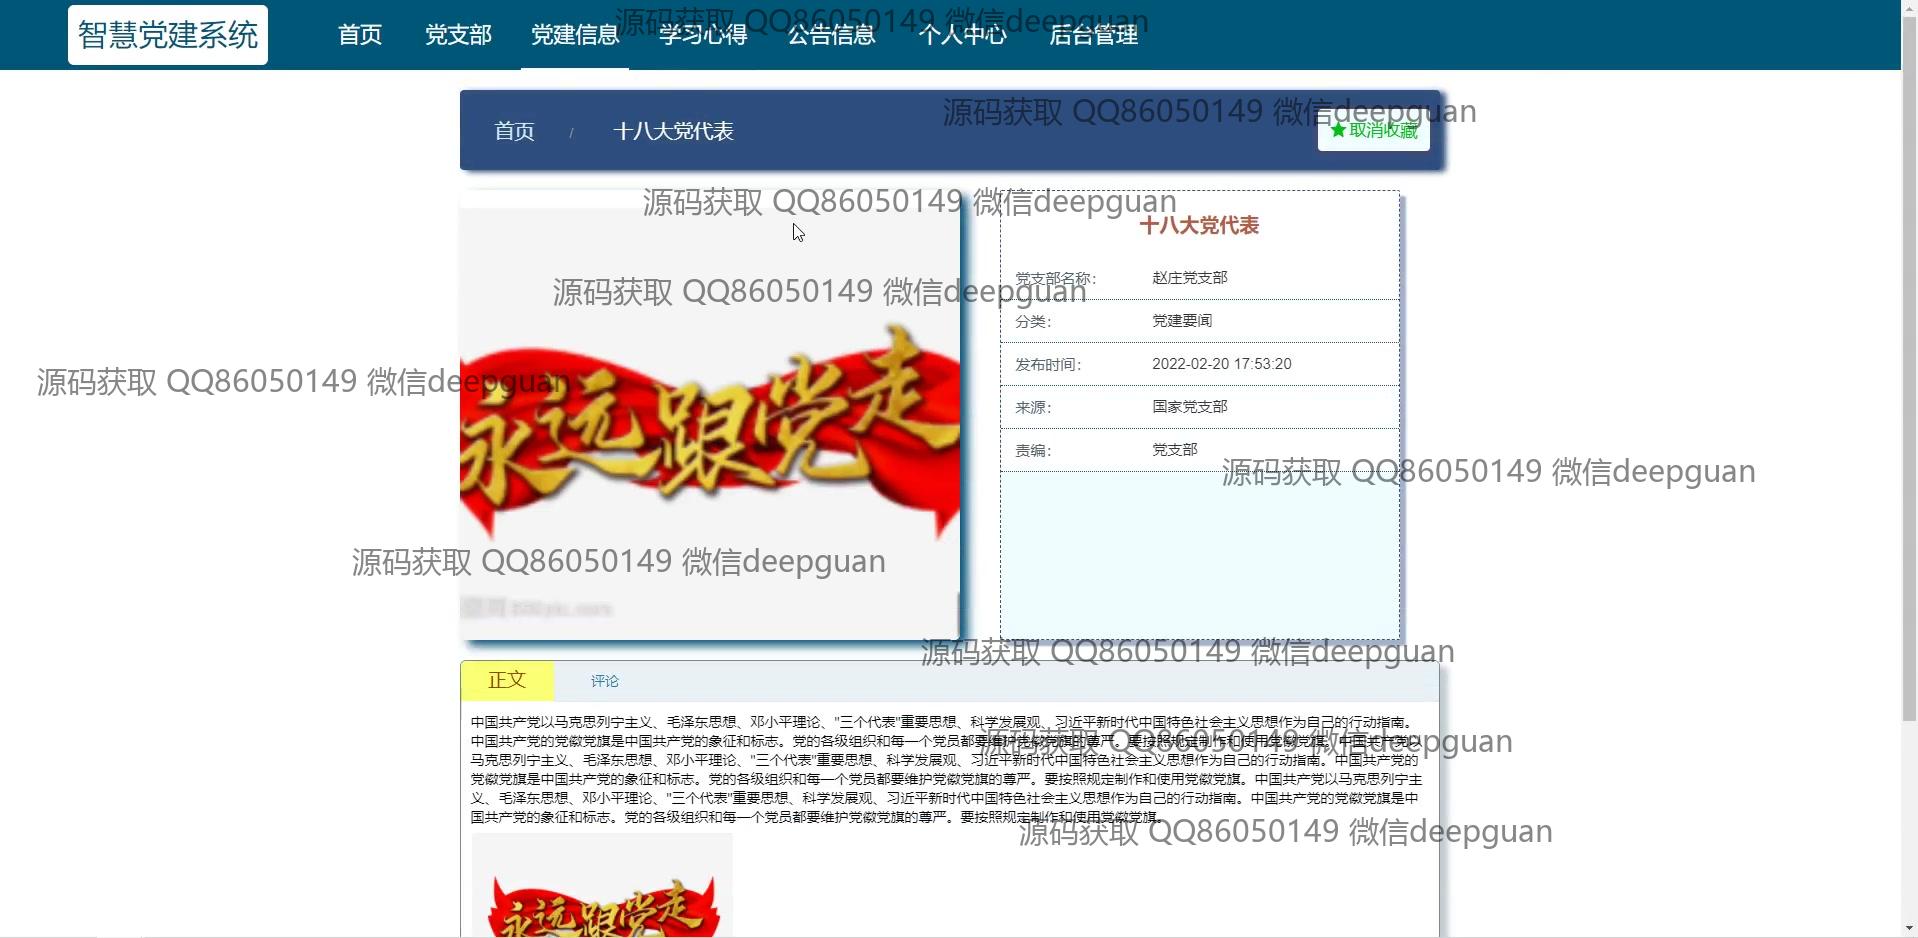 智慧党建系统
首页
党支部
党建信息
学习心得
公告信息
个人中心
后台管理
源码获取 QQ86050149 微信deepguan
首页 / 十八大党代表
★取消收藏
源码获取 QQ86050149 微信deepguan
源码获取 QQ86050149 微信deepguan
十八大党代表
党支部名称: 赵庄党支部
源码获取 QQ86050149 微信deepguan
分类: 党建要闻
发布时间: 2022-02-20 17:53:20
源码获取 QQ86050149 微信deepguan
永远跟党走
来源: 国家党支部
责编: 党支部
源码获取 QQ86050149 微信deepguan
源码获取 QQ86050149 微信deepguan
源码获取 QQ86050149 微信deepguan
正文
评论
中国共产党以马克思列宁主义、毛泽东思想、邓小平理论、"三个代表"重要思想、科学发展观、习近平新时代中国特色社会主义思想作为自己的行动指南。
中国共产党的党徽党旗是中国共产党的象征和标志。党的各级组织和每一个党员都要维护党徽党旗的尊严。要按照规定制作和使用党徽党旗。中国共产党以
源码获取 QQ86050149 微信deepguan
马克思列宁主义、毛泽东思想、邓小平理论、"三个代表"重要思想、科学发展观、习近平新时代中国特色社会主义思想作为自己的行动指南。中国共产党的
党徽党旗是中国共产党的象征和标志。党的各级组织和每一个党员都要维护党徽党旗的尊严。要按照规定制作和使用党徽党旗。中国共产党以马克思列宁主
义、毛泽东思想、邓小平理论、"三个代表"重要思想、科学发展观、习近平新时代中国特色社会主义思想作为自己的行动指南。中国共产党的党徽党旗是中
国共产党的象征和标志。党的各级组织和每一个党员都要维护党徽党旗的尊严。要按照规定制作和使用党徽党旗。
源码获取 QQ86050149 微信deepguan
永远跟党走